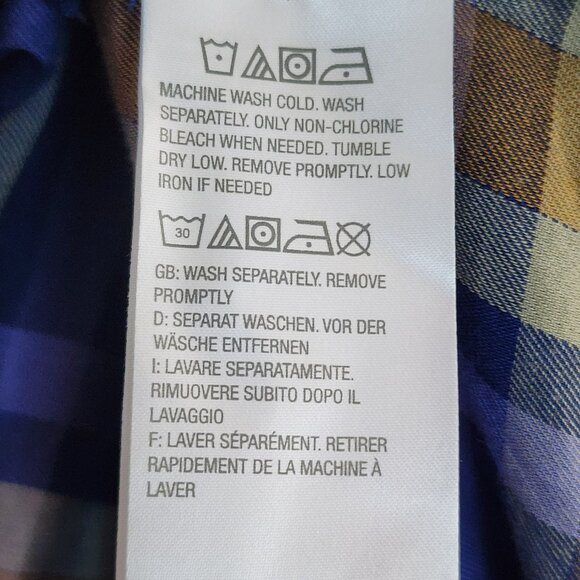 MACHINE WASH COLD. WASH
SEPARATELY. ONLY NON-CHLORINE
BLEACH WHEN NEEDED. TUMBLE
DRY LOW. REMOVE PROMPTLY. LOW
IRON IF NEEDED
30
GB: WASH SEPARATELY. REMOVE
PROMPTLY
D: SEPARAT WASCHEN. VOR DER
WÄSCHE ENTFERNEN
I: LAVARE SEPARATAMENTE.
RIMUOVERE SUBITO DOPO IL
LAVAGGIO
F: LAVER SÉPARÉMENT. RETIRER
RAPIDEMENT DE LA MACHINE À
LAVER